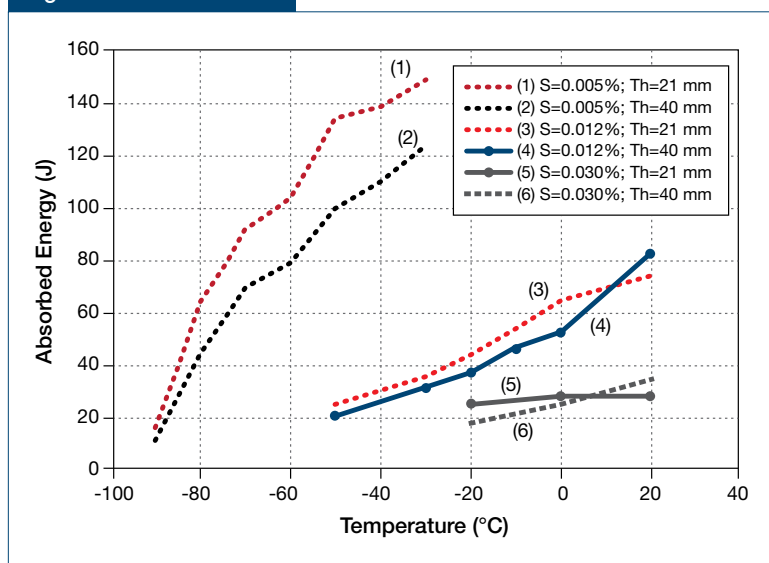 160
140
120
100
80
60
40
20
0
Absorbed Energy (J)
(1)
(2)
(3)
(4)
(5)
(6)
(1) S=0.005%; Th=21 mm
(2) S=0.005%; Th=40 mm
(3) S=0.012%; Th=21 mm
(4) S=0.012%; Th=40 mm
(5) S=0.030%; Th=21 mm
(6) S=0.030%; Th=40 mm
-100 -80 -60 -40 -20 0 20 40
Temperature (°C)